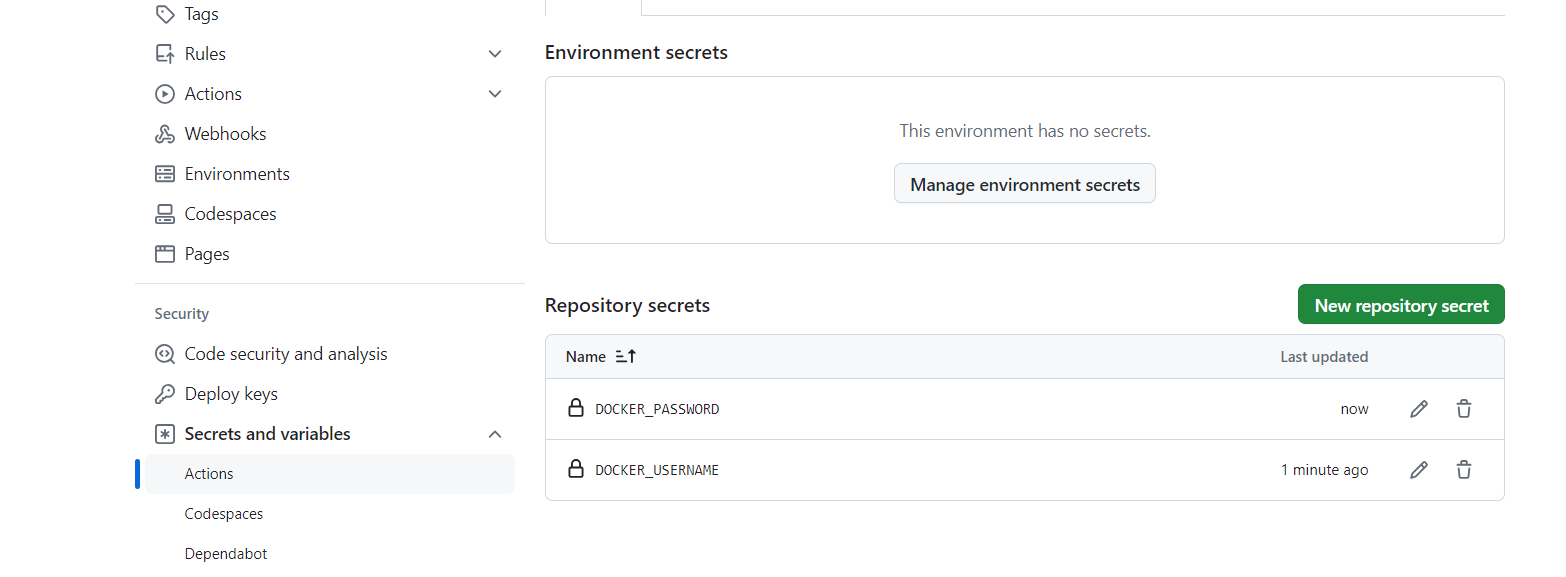 Tags
Rules
Actions
Webhooks
Environments
Codespaces
Pages
Security
Code security and analysis
Deploy keys
Secrets and variables
Actions
Codespaces
Dependabot
Environment secrets
This environment has no secrets.
Manage environment secrets
Repository secrets
New repository secret
Name Last updated
DOCKER_PASSWORD now
DOCKER_USERNAME 1 minute ago